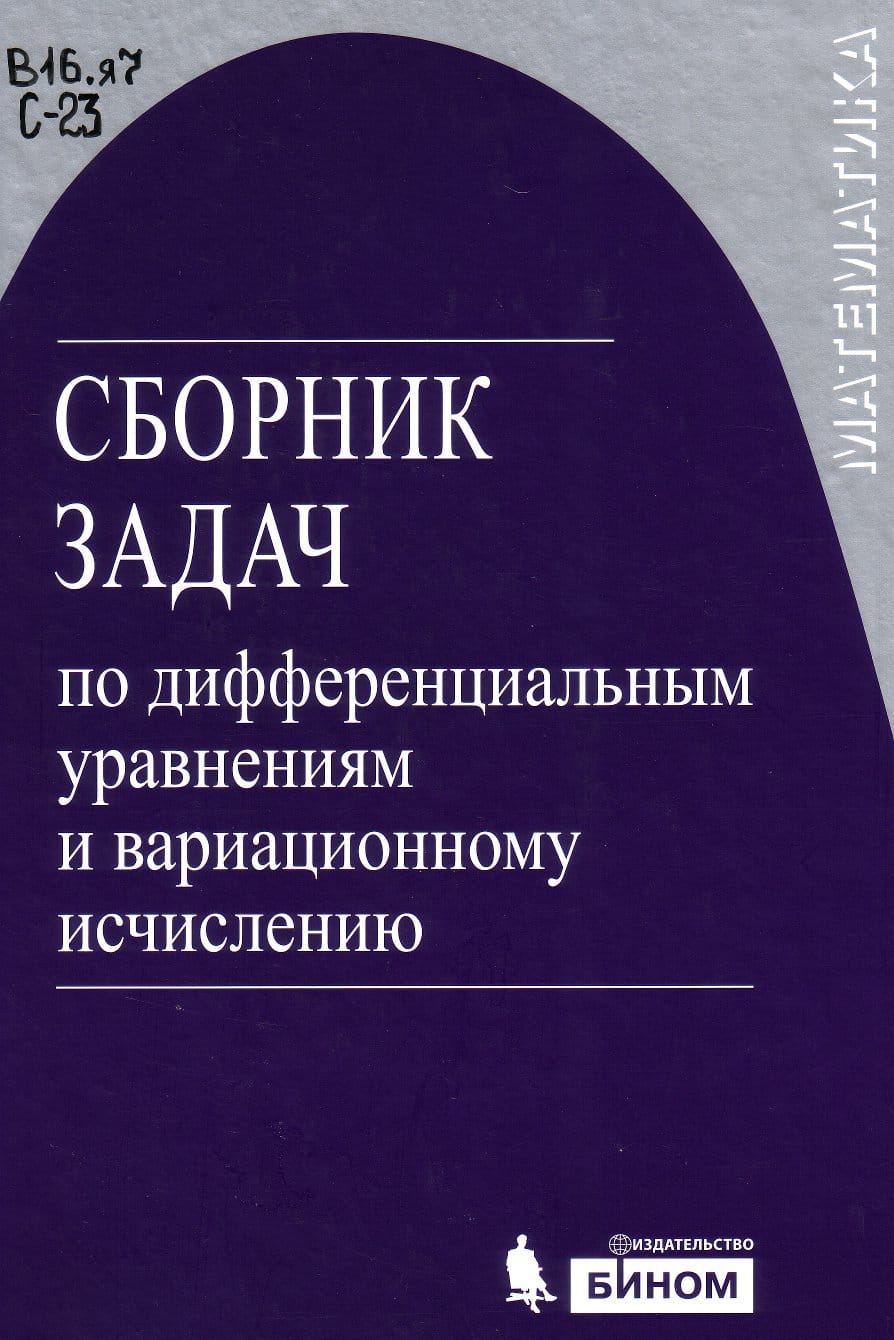 В16.я7
С-23
МАТЕМАТИКА
СБОРНИК
ЗАДАЧ
по дифференциальным
уравнениям
и вариационному
исчислению
ИЗДАТЕЛЬСТВО
БИНОМ